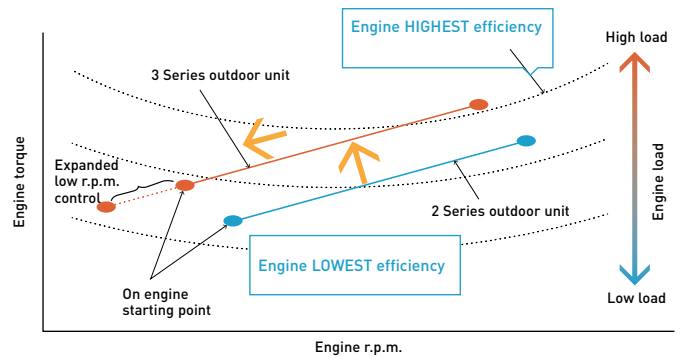 Engine HIGHEST efficiency
High load
3 Series outdoor unit
Expanded
low r.p.m.
control
Engine torque
Engine load
2 Series outdoor unit
Engine LOWEST efficiency
On engine
starting point
Low load
Engine r.p.m.